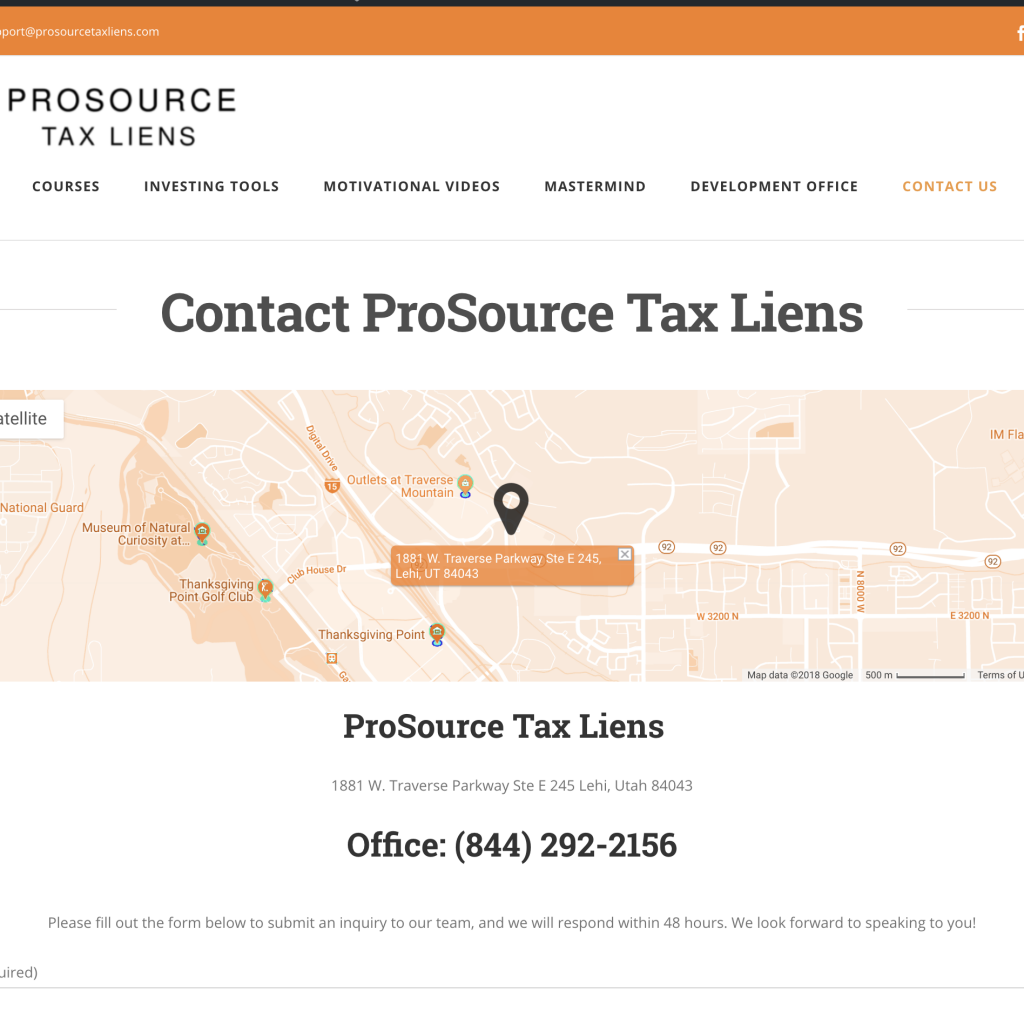 pport@prosourcetaxliens.com
PROSOURCE
TAX LIENS
COURSES INVESTING TOOLS MOTIVATIONAL VIDEOS MASTERMIND DEVELOPMENT OFFICE CONTACT US
Contact ProSource Tax Liens
atellite
Digital Drive
IM Fla
15
Outlets at Traverse
Mountain
National Guard
Museum of Natural
Curiosity at...
1881 W. Traverse Parkway Ste E 245,
Lehi, UT 84043
92
92
92
92
Club House Dr
Thanksgiving
Point Golf Club
N 8000 W
W 3200 N
E 3200 N
Thanksgiving Point
Ga
Map data ©2018 Google 500 m Terms of U
ProSource Tax Liens
1881 W. Traverse Parkway Ste E 245 Lehi, Utah 84043
Office: (844) 292-2156
Please fill out the form below to submit an inquiry to our team, and we will respond within 48 hours. We look forward to speaking to you!
uired)